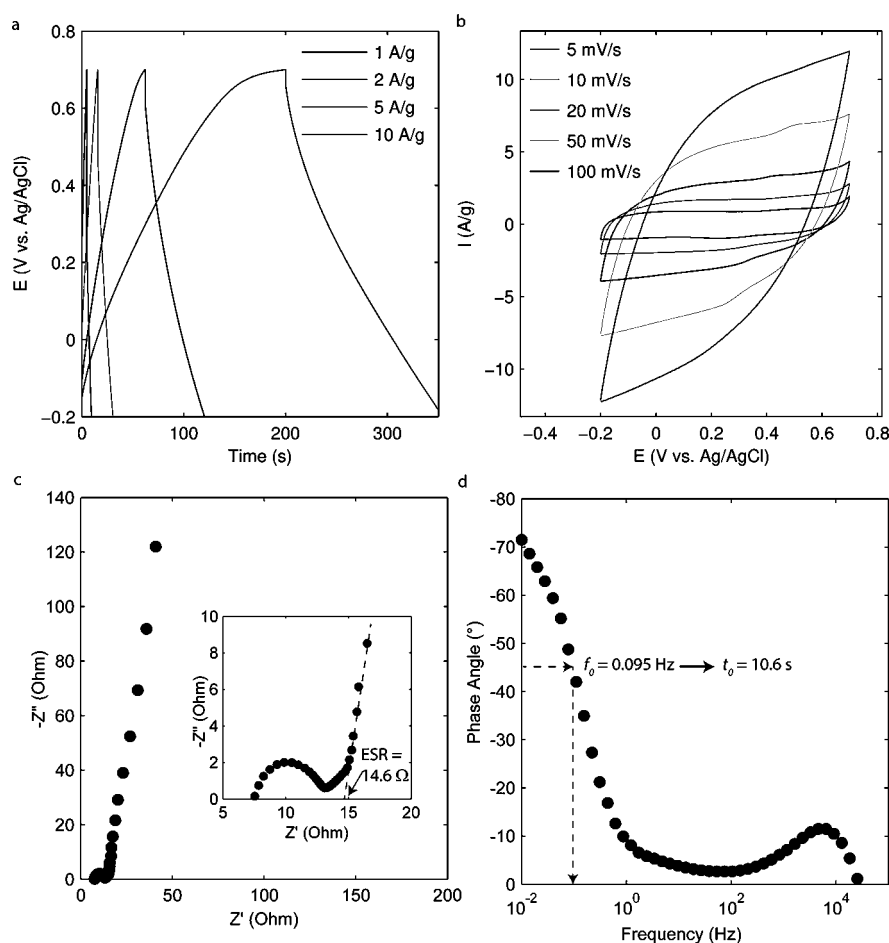 a
0.8
0.6
0.4
0.2
0
−0.2
E (V vs. Ag/AgCl)
0
100
200
300
Time (s)
1 A/g
2 A/g
5 A/g
10 A/g
b
10
5
0
−5
−10
I (A/g)
−0.4
−0.2
0
0.2
0.4
0.6
0.8
E (V vs. Ag/AgCl)
5 mV/s
10 mV/s
20 mV/s
50 mV/s
100 mV/s
c
140
120
100
80
60
40
20
0
-Z'' (Ohm)
0
50
100
150
200
Z' (Ohm)
10
8
6
4
2
0
-Z'' (Ohm)
5
10
15
20
Z' (Ohm)
ESR =
14.6 Ω
d
-80
-70
-60
-50
-40
-30
-20
-10
0
Phase Angle (°)
10⁻²
10⁰
10²
10⁴
Frequency (Hz)
f₀ = 0.095 Hz → t₀ = 10.6 s